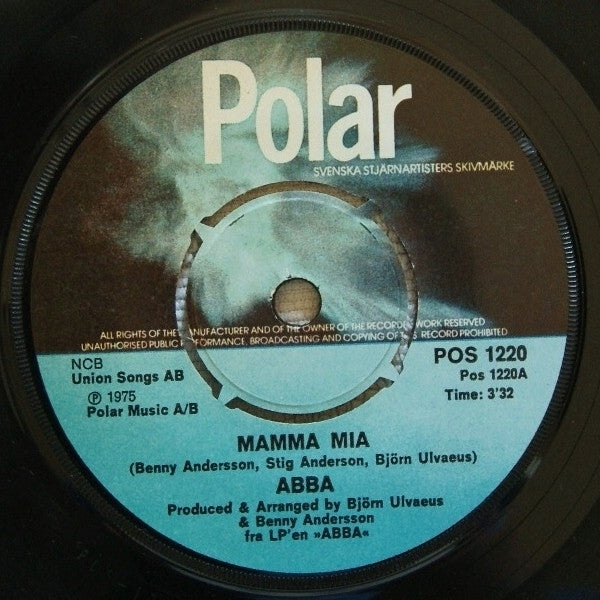 Polar
SVENSKA STJÄRNARTISTERS SKIVMÄRKE
ALL RIGHTS OF THE MANUFACTURER AND OF THE OWNER OF THE RECORDED WORK RESERVED
UNAUTHORISED PUBLIC PERFORMANCE, BROADCASTING AND COPYING OF THIS RECORD PROHIBITED
NCB
Union Songs AB
℗ 1975
Polar Music A/B
POS 1220
Pos 1220A
Time: 3'32
MAMMA MIA
(Benny Andersson, Stig Anderson, Björn Ulvaeus)
ABBA
Produced & Arranged by Björn Ulvaeus
& Benny Andersson
fra LP'en »ABBA«